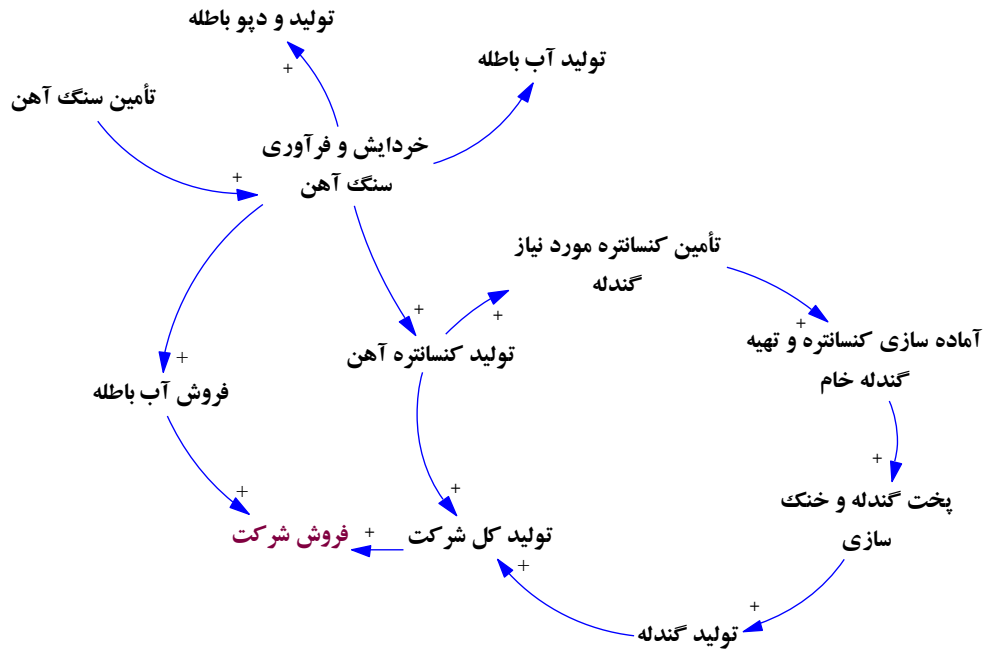 تولید و دپو باطله
+
تولید آب باطله
تأمین سنگ آهن
+
خردایش و فرآوری
سنگ آهن
تأمین کنسانتره مورد نیاز
گندله
+
+
+
آماده سازی کنسانتره و تهیه
گندله خام
تولید کنسانتره آهن
+
فروش آب باطله
+
پخت گندله و خنک
سازی
+
+
تولید کل شرکت
+
فروش شرکت
+
+
تولید گندله